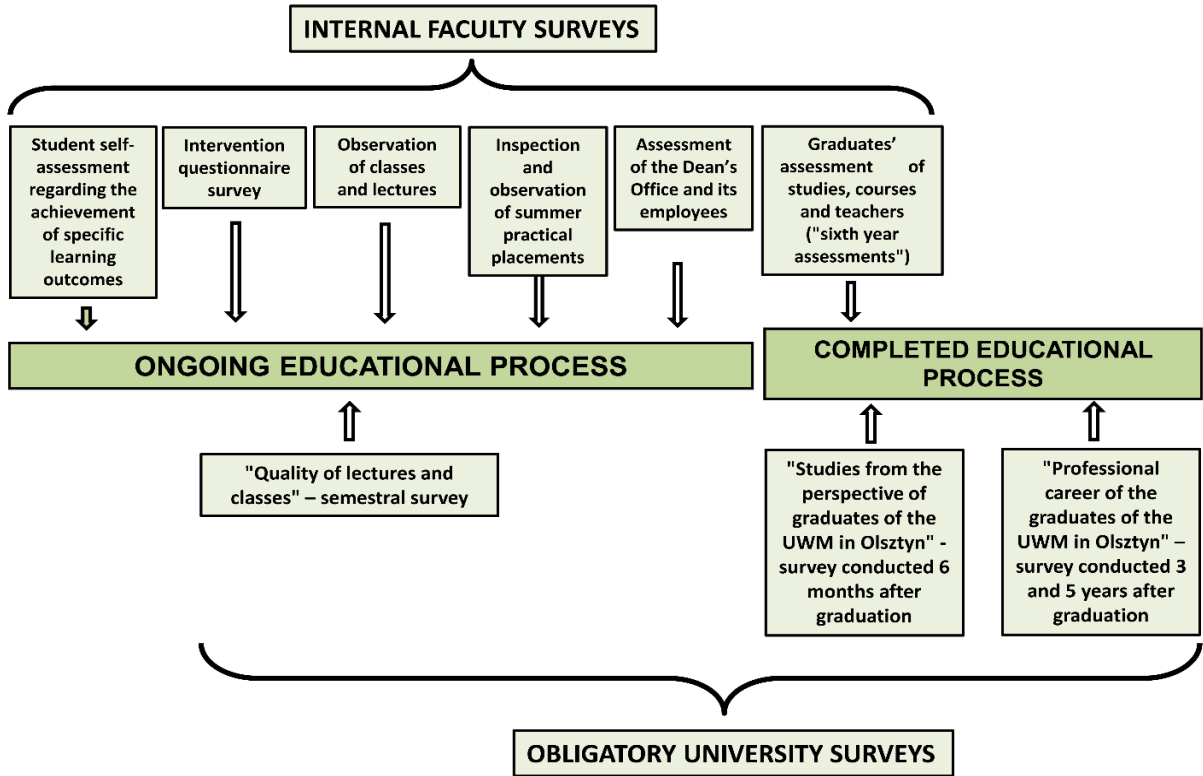 INTERNAL FACULTY SURVEYS
Student self-
assessment
regarding the
achievement
of specific
learning
outcomes
Intervention
questionnaire
survey
Observation
of classes
and lectures
Inspection
and
observation
of summer
practical
placements
Assessment
of the Dean’s
Office and its
employees
Graduates’
assessment of
studies, courses
and teachers
("sixth year
assessments")
ONGOING EDUCATIONAL PROCESS
COMPLETED EDUCATIONAL
PROCESS
"Quality of lectures and
classes" – semestral survey
"Studies from the
perspective of
graduates of the
UWM in Olsztyn" -
survey conducted 6
months after
graduation
"Professional
career of the
graduates of the
UWM in Olsztyn" –
survey conducted 3
and 5 years after
graduation
OBLIGATORY UNIVERSITY SURVEYS